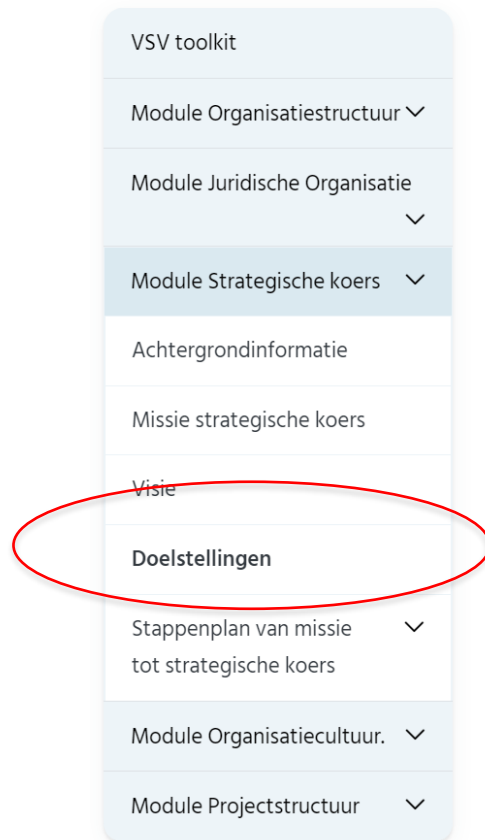 VSV toolkit
Module Organisatiestructuur
Module Juridische Organisatie
Module Strategische koers
Achtergrondinformatie
Missie strategische koers
Visie
Doelstellingen
Stappenplan van missie
tot strategische koers
Module Organisatiecultuur.
Module Projectstructuur